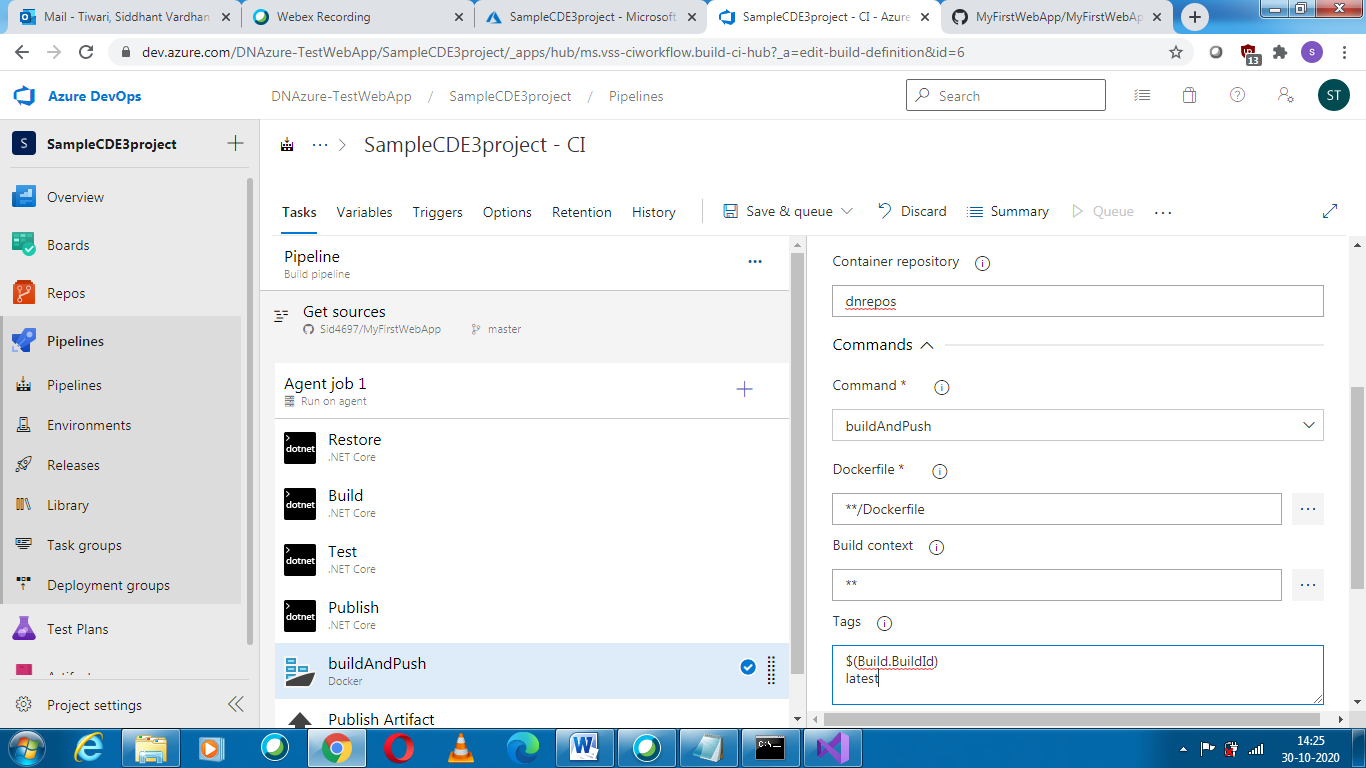 Mail - Tiwari, Siddhant Vardhan
Webex Recording
SampleCDE3project - Microsoft
SampleCDE3project - CI - Azure
MyFirstWebApp/MyFirstWebAp
dev.azure.com/DNAzure-TestWebApp/SampleCDE3project/_apps/hub/ms.vss-ciworkflow.build-ci-hub?_a=edit-build-definition&id=6
13
S
Azure DevOps
DNAzure-TestWebApp / SampleCDE3project / Pipelines
Search
ST
S
SampleCDE3project
Overview
Boards
Repos
Pipelines
Pipelines
Environments
Releases
Library
Task groups
Deployment groups
Test Plans
Project settings
··· > SampleCDE3project - CI
Tasks Variables Triggers Options Retention History
Save & queue Discard Summary Queue ...
Pipeline
Build pipeline
Get sources
Sid4697/MyFirstWebApp master
Agent job 1
Run on agent
dotnet
Restore
.NET Core
dotnet
Build
.NET Core
dotnet
Test
.NET Core
dotnet
Publish
.NET Core
buildAndPush
Docker
Publish Artifact
Container repository
dnrepos
Commands
Command *
buildAndPush
Dockerfile *
**/Dockerfile
Build context
**
Tags
$(Build.BuildId)
latest
14:25
30-10-2020